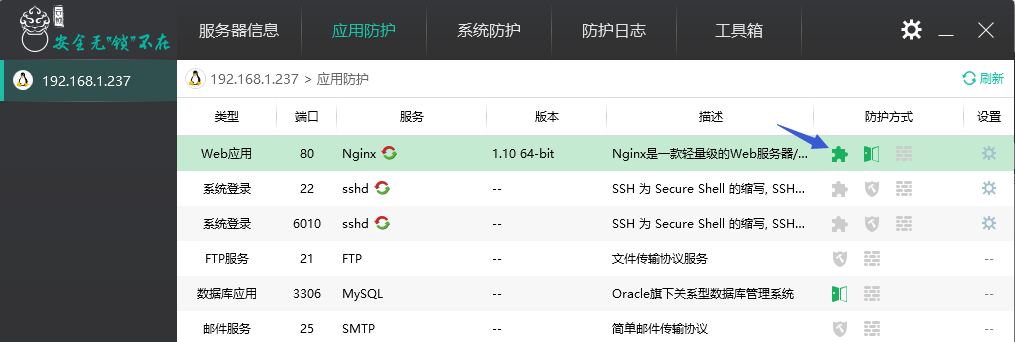 云锁
安全无"锁"不在
服务器信息 应用防护 系统防护 防护日志 工具箱
192.168.1.237
192.168.1.237 > 应用防护 刷新
类型 端口 服务 版本 描述 防护方式 设置
Web应用 80 Nginx 1.10 64-bit Nginx是一款轻量级的Web服务器/...
系统登录 22 sshd -- SSH 为 Secure Shell 的缩写, SSH...
系统登录 6010 sshd -- SSH 为 Secure Shell 的缩写, SSH...
FTP服务 21 FTP -- 文件传输协议服务 --
数据库应用 3306 MySQL -- Oracle旗下关系型数据库管理系统 --
邮件服务 25 SMTP -- 简单邮件传输协议 --